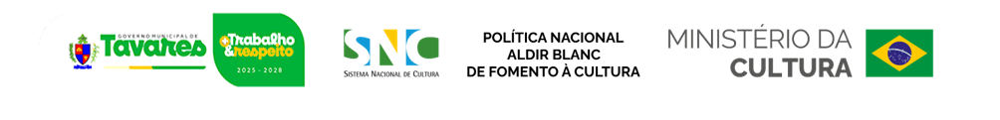 GOVERNO MUNICIPAL DE
Tavares
+Trabalho
&respeito
2025 - 2028
SNC
SISTEMA NACIONAL DE CULTURA
POLÍTICA NACIONAL
ALDIR BLANC
DE FOMENTO À CULTURA
MINISTÉRIO DA
CULTURA